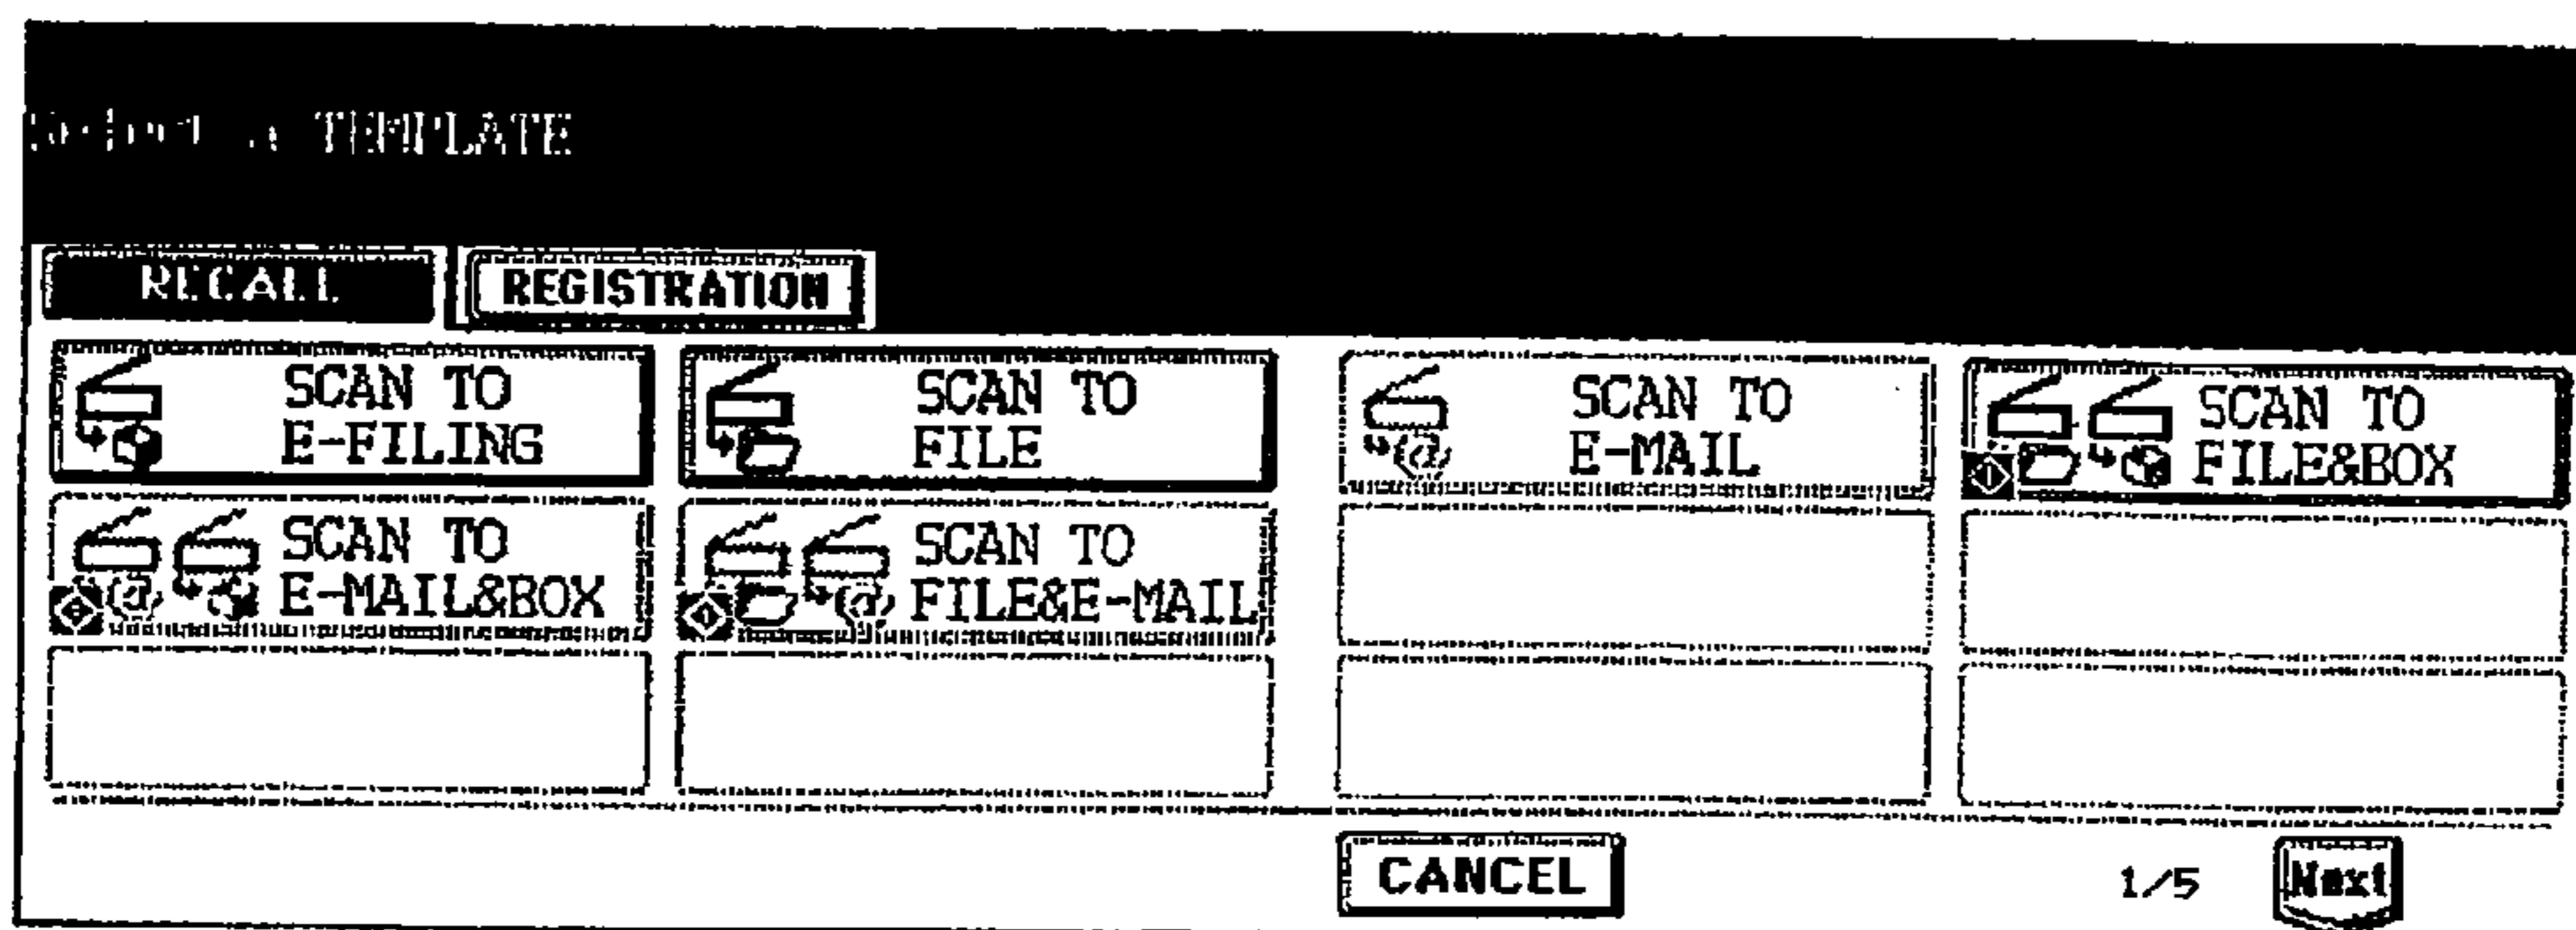 Select A TEMPLATE
RECALL REGISTRATION
SCAN TO
E-FILING
SCAN TO
FILE
SCAN TO
E-MAIL
SCAN TO
FILE&BOX
SCAN TO
E-MAIL&BOX
SCAN TO
FILE&E-MAIL
CANCEL 1/5 Next